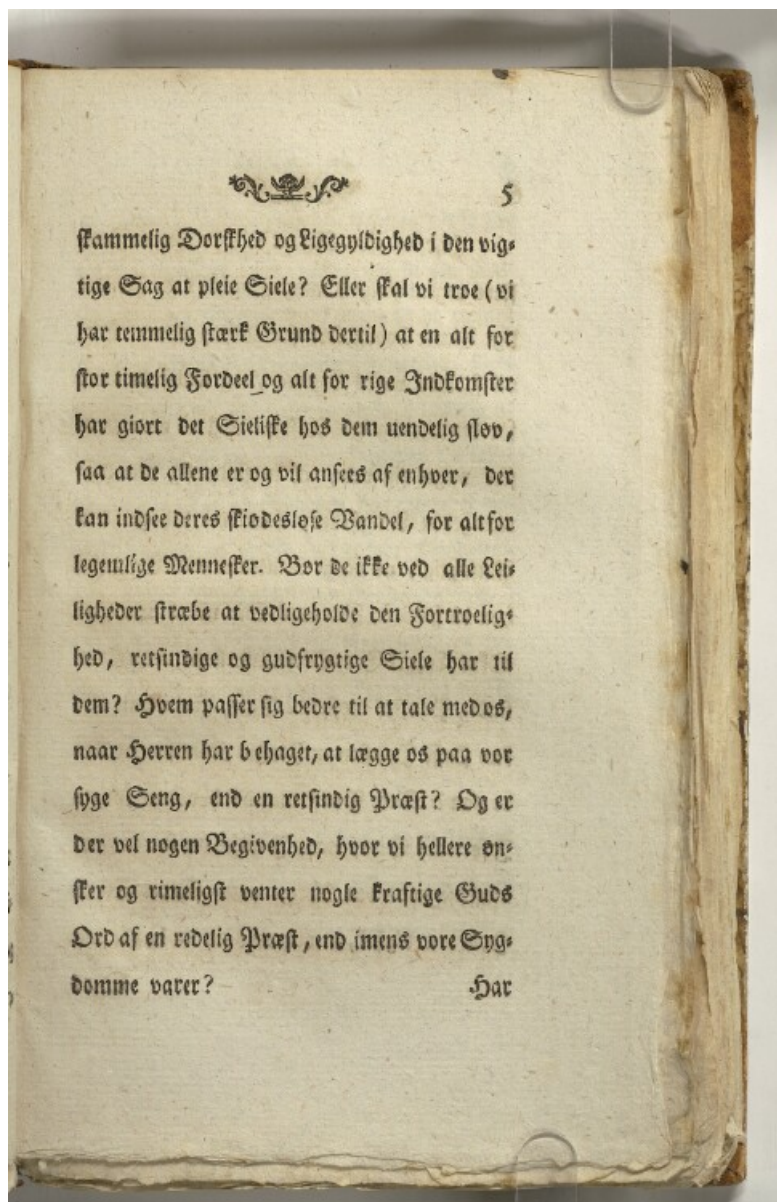 5
skammelig Dorskhed og Ligegyldighed i den vig-
tige Sag at pleie Siele? Eller skal vi troe (vi
har temmelig stærk Grund dertil) at en alt for
stor timelig Fordeel og alt for rige Indkomster
har giort det Sieliske hos dem uendelig sløv,
saa at de allene er og vil ansees af enhver, der
kan indsee deres skiødesløse Vandel, for altfor
legemlige Mennesker. Bør de ikke ved alle Lei-
ligheder stræbe at vedligeholde den Fortroelig-
hed, retsindige og gudfrygtige Siele har til
dem? Hvem passer sig bedre til at tale med os,
naar Herren har behaget, at lægge os paa vor
syge Seng, end en retsindig Præst? Og er
der vel nogen Begivenhed, hvor vi hellere øn-
sker og rimeligst venter nogle kraftige Guds
Ord af en redelig Præst, end imens vore Syg-
domme varer?
Har